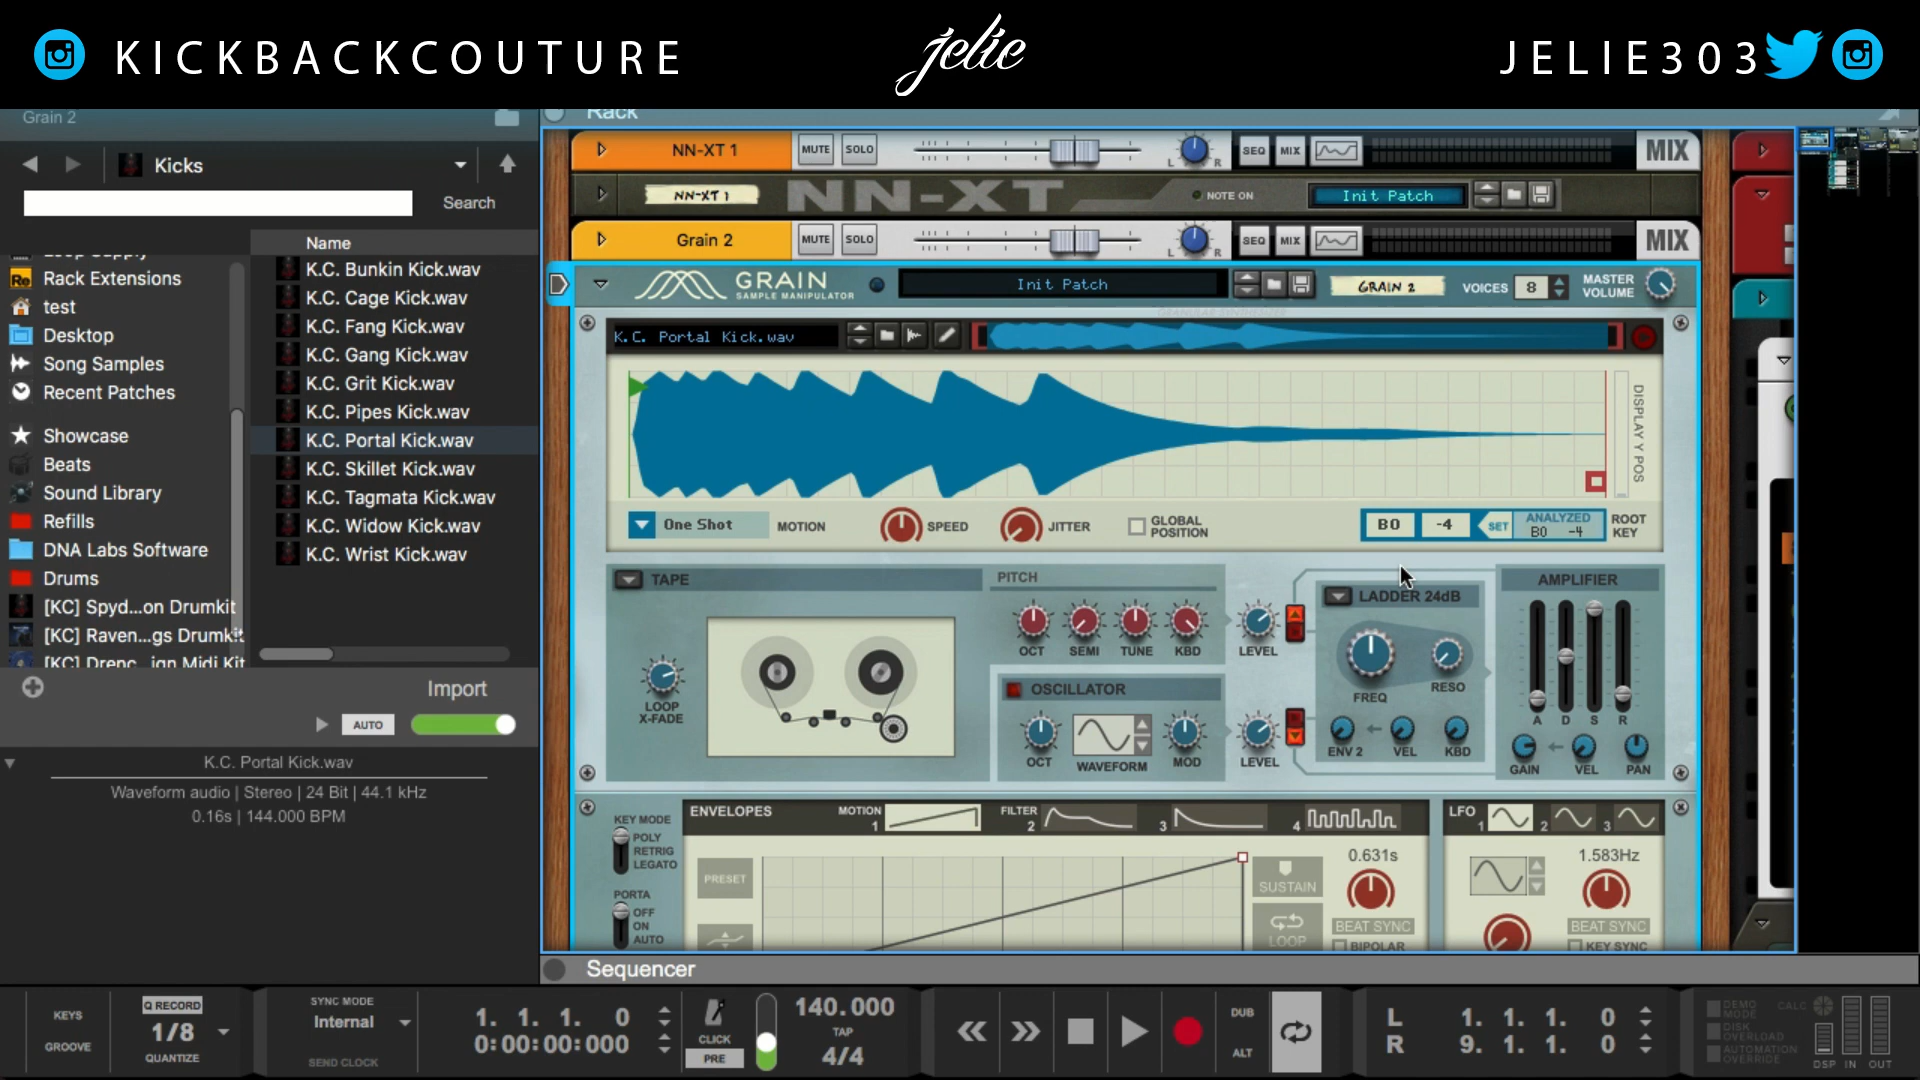 KICKBACKCOUTURE
jelie
JELIE303
Grain 2
Kicks
Search
Name
Rack Extensions
test
Desktop
Song Samples
Recent Patches
Showcase
Beats
Sound Library
Refills
DNA Labs Software
Drums
[KC] Spyd...on Drumkit
[KC] Raven...gs Drumkit
[KC] Drenc...ign Midi Kit
K.C. Bunkin Kick.wav
K.C. Cage Kick.wav
K.C. Fang Kick.wav
K.C. Gang Kick.wav
K.C. Grit Kick.wav
K.C. Pipes Kick.wav
K.C. Portal Kick.wav
K.C. Skillet Kick.wav
K.C. Tagmata Kick.wav
K.C. Widow Kick.wav
K.C. Wrist Kick.wav
Import
AUTO
K.C. Portal Kick.wav
Waveform audio | Stereo | 24 Bit | 44.1 kHz
0.16s | 144.000 BPM
Rack
NN-XT 1 MUTE SOLO L R SEQ MIX MIX
NN-XT 1 NN-XT NOTE ON Init Patch
Grain 2 MUTE SOLO L R SEQ MIX MIX
GRAIN
SAMPLE MANIPULATOR
Init Patch
GRAIN 2
VOICES 8
MASTER
VOLUME
K.C. Portal Kick.wav
DISPLAY Y POS
One Shot MOTION SPEED JITTER
GLOBAL
POSITION
B0 -4 SET
ANALYZED
B0 -4
ROOT
KEY
TAPE
LOOP
X-FADE
PITCH
OCT SEMI TUNE KBD LEVEL
OSCILLATOR
OCT WAVEFORM MOD LEVEL
LADDER 24dB
FREQ RESO
ENV 2 VEL KBD
AMPLIFIER
A D S R
GAIN VEL PAN
KEY MODE
POLY
RETRIG
LEGATO
PORTA
OFF
ON
AUTO
ENVELOPES
MOTION
1
FILTER
2
3
4
PRESET
SUSTAIN
LOOP
0.631s
BEAT SYNC
BIPOLAR
LFO 1 2 3
1.583Hz
BEAT SYNC
KEY SYNC
Sequencer
KEYS
GROOVE
Q RECORD
1/8
QUANTIZE
SYNC MODE
Internal
SEND CLOCK
1. 1. 1. 0
0:00:00:000
CLICK
PRE
140.000
TAP
4/4
DUB
ALT
L 1. 1. 1. 0
R 9. 1. 1. 0
DEMO
MODE
DISK
OVERLOAD
AUTOMATION
OVERRIDE
CALC
DSP IN OUT